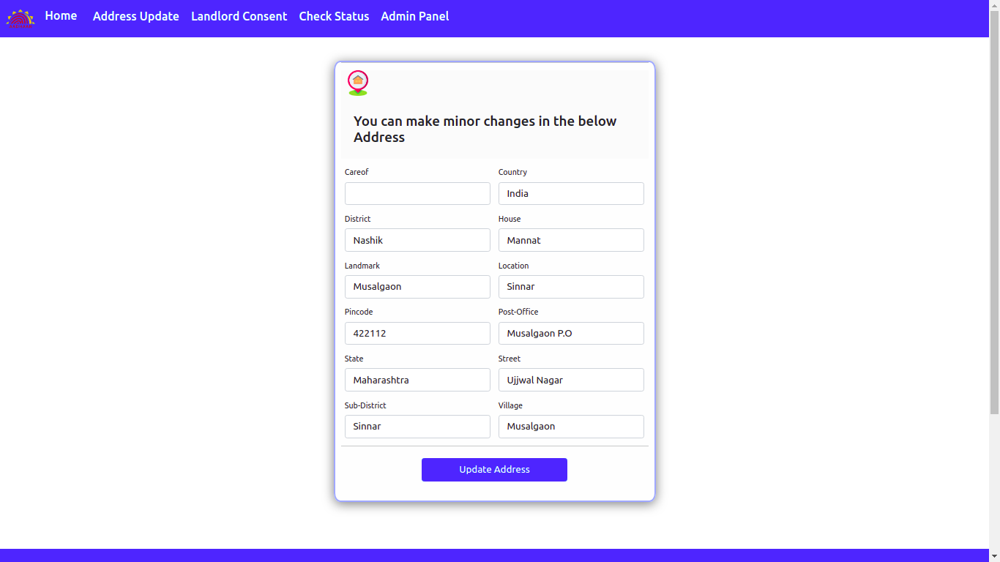 Home Address Update Landlord Consent Check Status Admin Panel
You can make minor changes in the below
Address
Careof Country
India
District House
Nashik Mannat
Landmark Location
Musalgaon Sinnar
Pincode Post-Office
422112 Musalgaon P.O
State Street
Maharashtra Ujjwal Nagar
Sub-District Village
Sinnar Musalgaon
Update Address